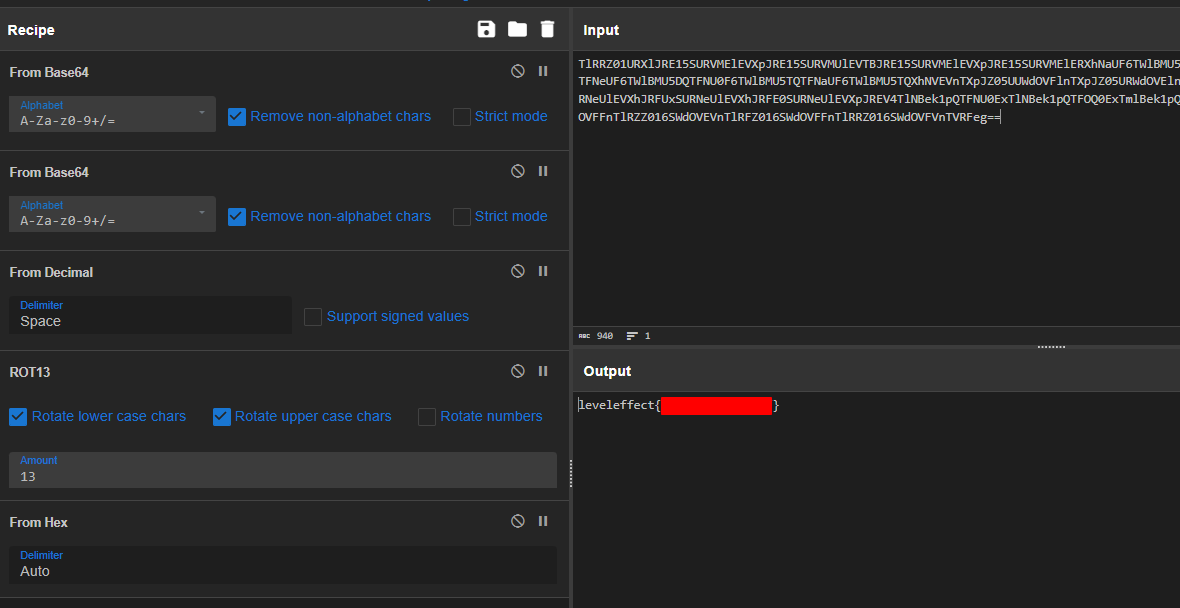 Recipe
From Base64
Alphabet
A-Za-z0-9+/=
Remove non-alphabet chars
Strict mode
From Base64
Alphabet
A-Za-z0-9+/=
Remove non-alphabet chars
Strict mode
From Decimal
Delimiter
Space
Support signed values
ROT13
Rotate lower case chars
Rotate upper case chars
Rotate numbers
Amount
13
From Hex
Delimiter
Auto
Input
TlRRZ01URXlJRE15SURVMElEVXpJRE15SURVMUlEVTBJRE15SURVMElEVXpJRE15SURVMElERXhNaUF6TWlBMU5
TFNeUF6TWlBMU5DQTFNU0F6TWlBMU5TQTFNaUF6TWlBMU5TQXhNVEVnTXpJZ05UUWdOVFlnTXpJZ05URWdOVEln
RNeUlEVXhJRFUxSURNeUlEVXhJRFE0SURNeUlEVXpJREV4TlNBek1pQTFNU0ExTlNBek1pQTFOQ0ExTmlBek1pQ
OVFFnTlRZZ016SWdOVEVnTlRFZ016SWdOVFFnTlRRZ016SWdOVFVnTVRFeg==
ABC 940 1
Output
leveleffect{ }